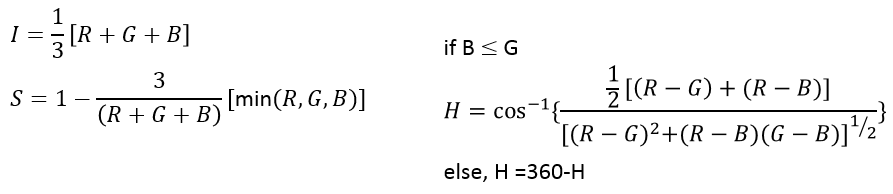 I = 1/3 [R + G + B]
S = 1 − 3/(R + G + B) [min(R, G, B)]
if B ≤ G
H = cos⁻¹{ 1/2 [(R − G) + (R − B)] / [(R − G)²+(R − B)(G − B)]^1/2 }
else, H =360-H